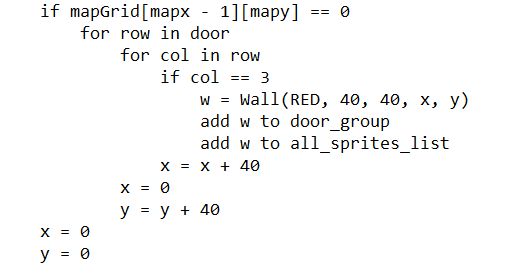 if mapGrid[mapx - 1][mapy] == 0
    for row in door
        for col in row
            if col == 3
                w = Wall(RED, 40, 40, x, y)
                add w to door_group
                add w to all_sprites_list
            x = x + 40
        x = 0
        y = y + 40
x = 0
y = 0